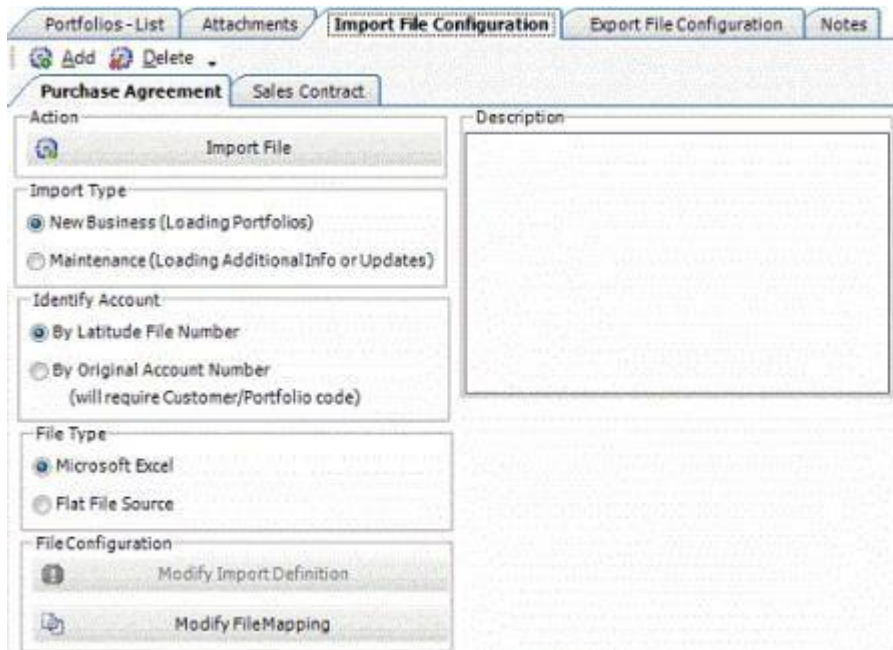 Portfolios - List Attachments Import File Configuration Export File Configuration Notes
Add Delete
Purchase Agreement Sales Contract
Action
Import File
Import Type
New Business (Loading Portfolios)
Maintenance (Loading Additional Info or Updates)
Identify Account
By Latitude File Number
By Original Account Number
(will require Customer/Portfolio code)
File Type
Microsoft Excel
Flat File Source
File Configuration
Modify Import Definition
Modify File Mapping
Description